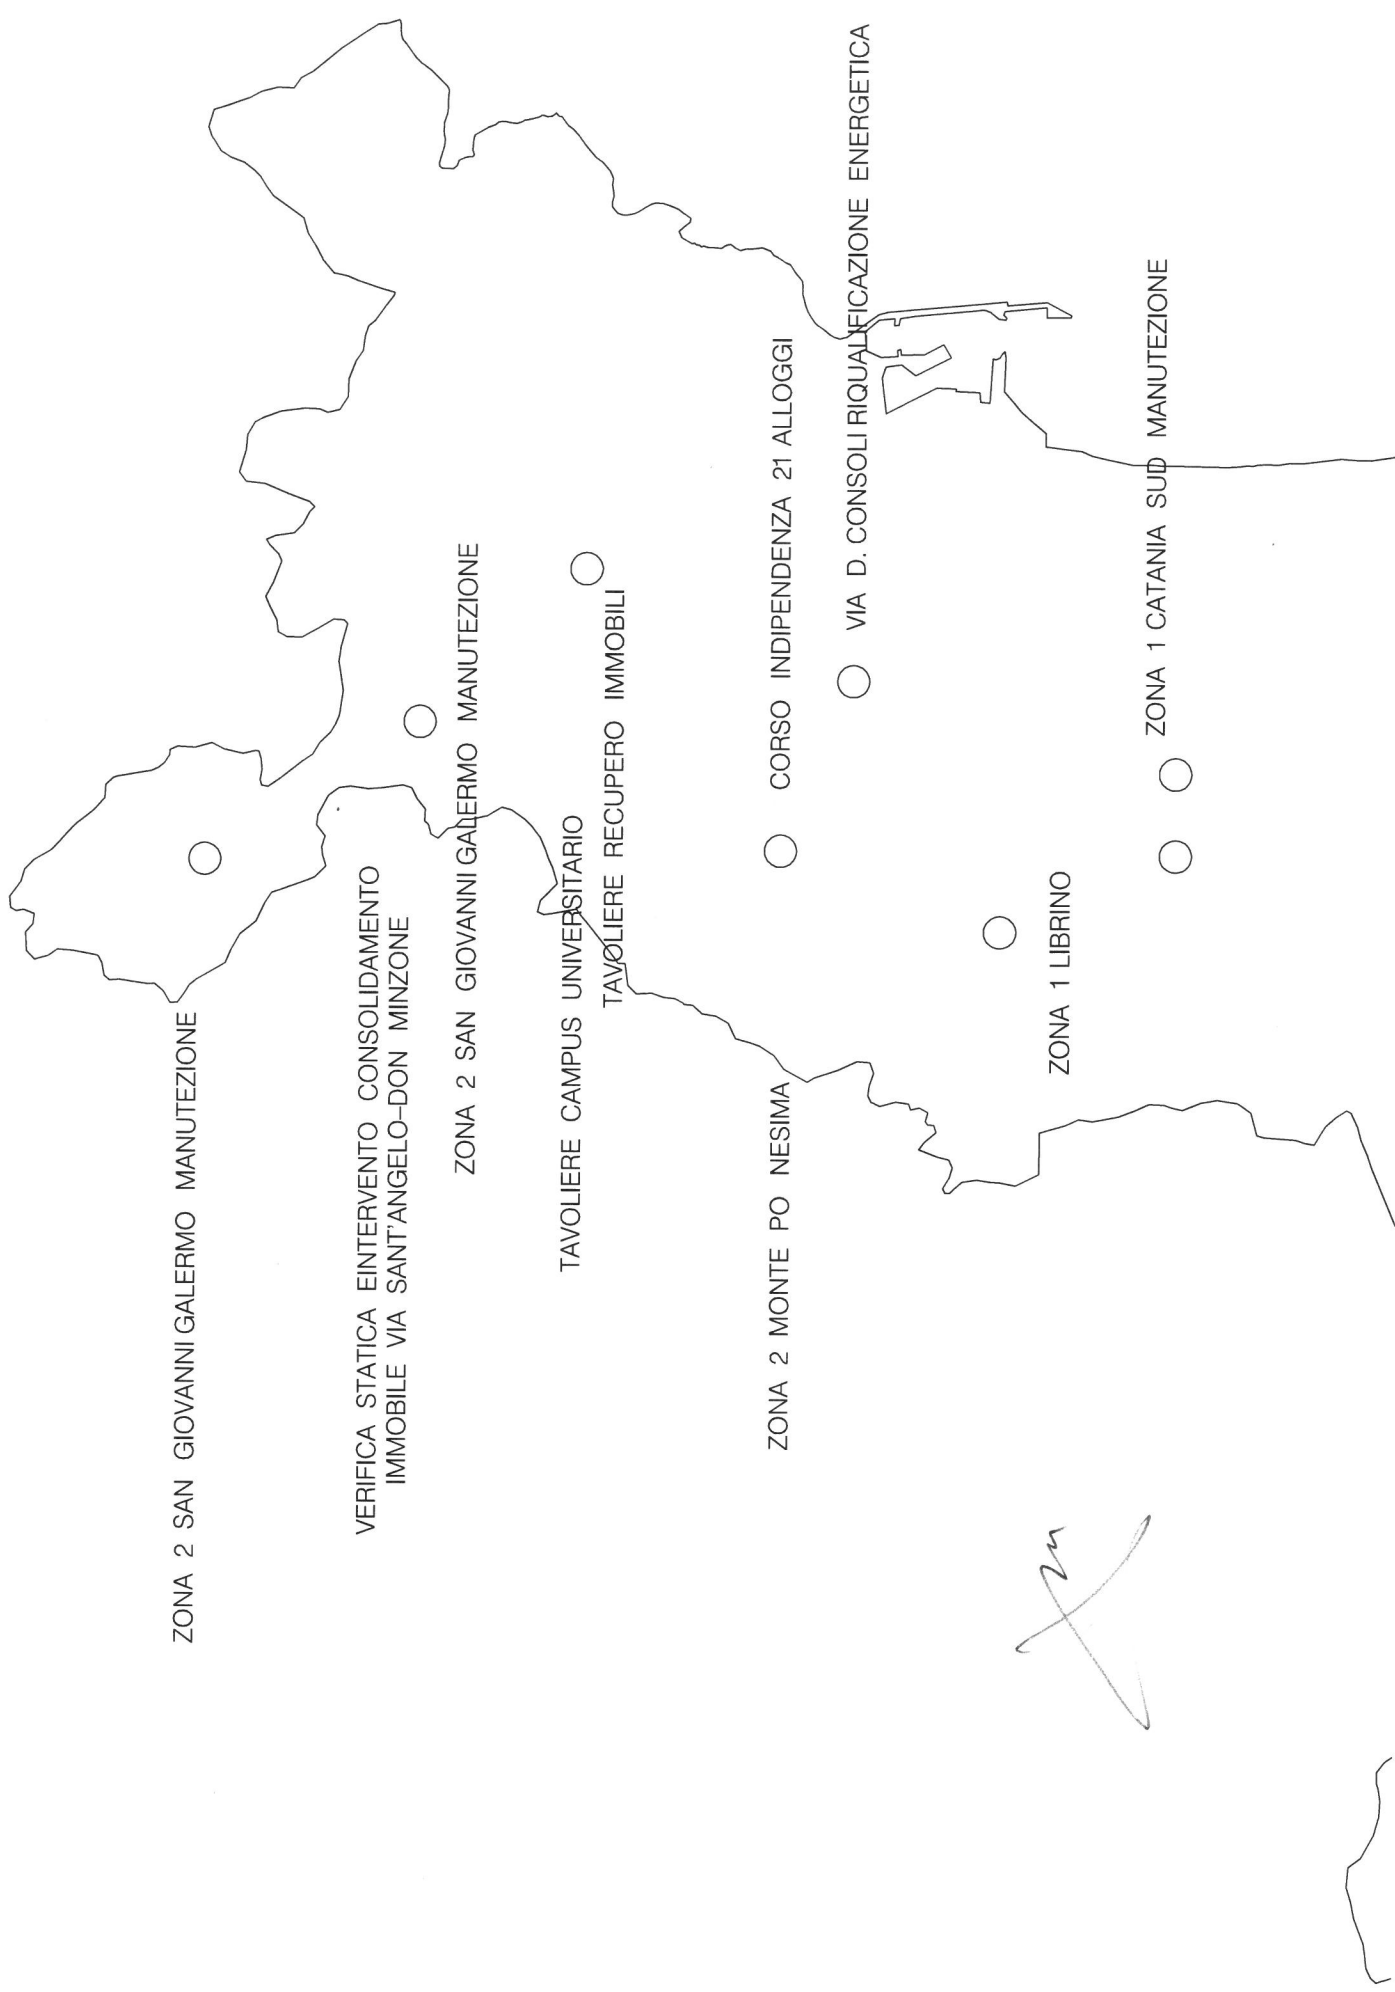 ZONA 2 SAN GIOVANNI GALERMO MANUTEZIONE
VERIFICA STATICA EINTERVENTO CONSOLIDAMENTO
IMMOBILE VIA SANT'ANGELO-DON MINZONE
ZONA 2 SAN GIOVANNI GALERMO MANUTEZIONE
TAVOLIERE CAMPUS UNIVERSITARIO
TAVOLIERE RECUPERO IMMOBILI
ZONA 2 MONTE PO NESIMA
CORSO INDIPENDENZA 21 ALLOGGI
VIA D. CONSOLI RIQUALIFICAZIONE ENERGETICA
ZONA 1 LIBRINO
ZONA 1 CATANIA SUD MANUTEZIONE